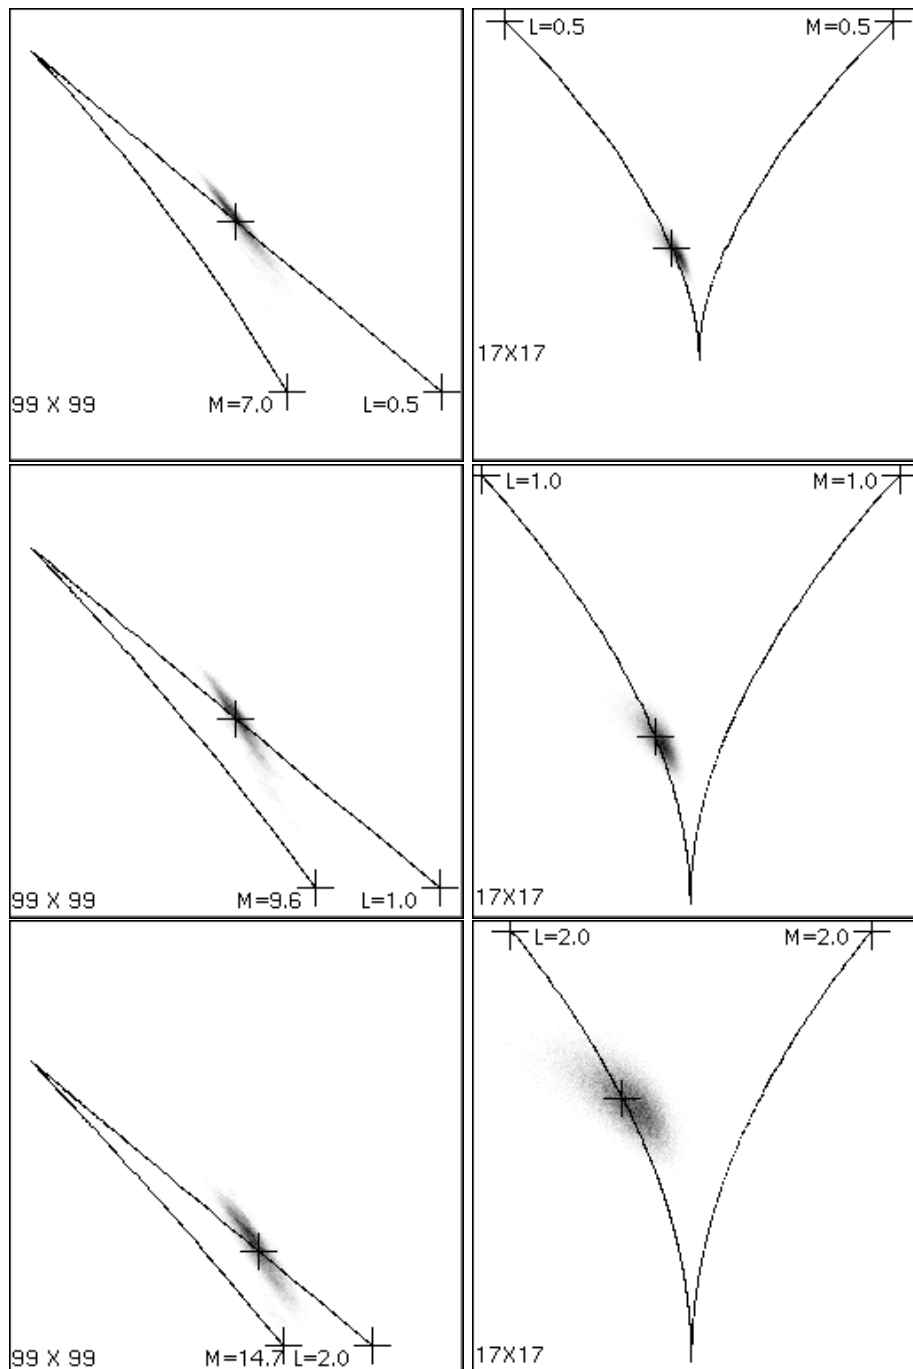 L=0.5 M=0.5
99 X 99 M=7.0 L=0.5
17X17
L=1.0 M=1.0
99 X 99 M=9.6 L=1.0
17X17
L=2.0 M=2.0
99 X 99 M=14.7 L=2.0
17X17